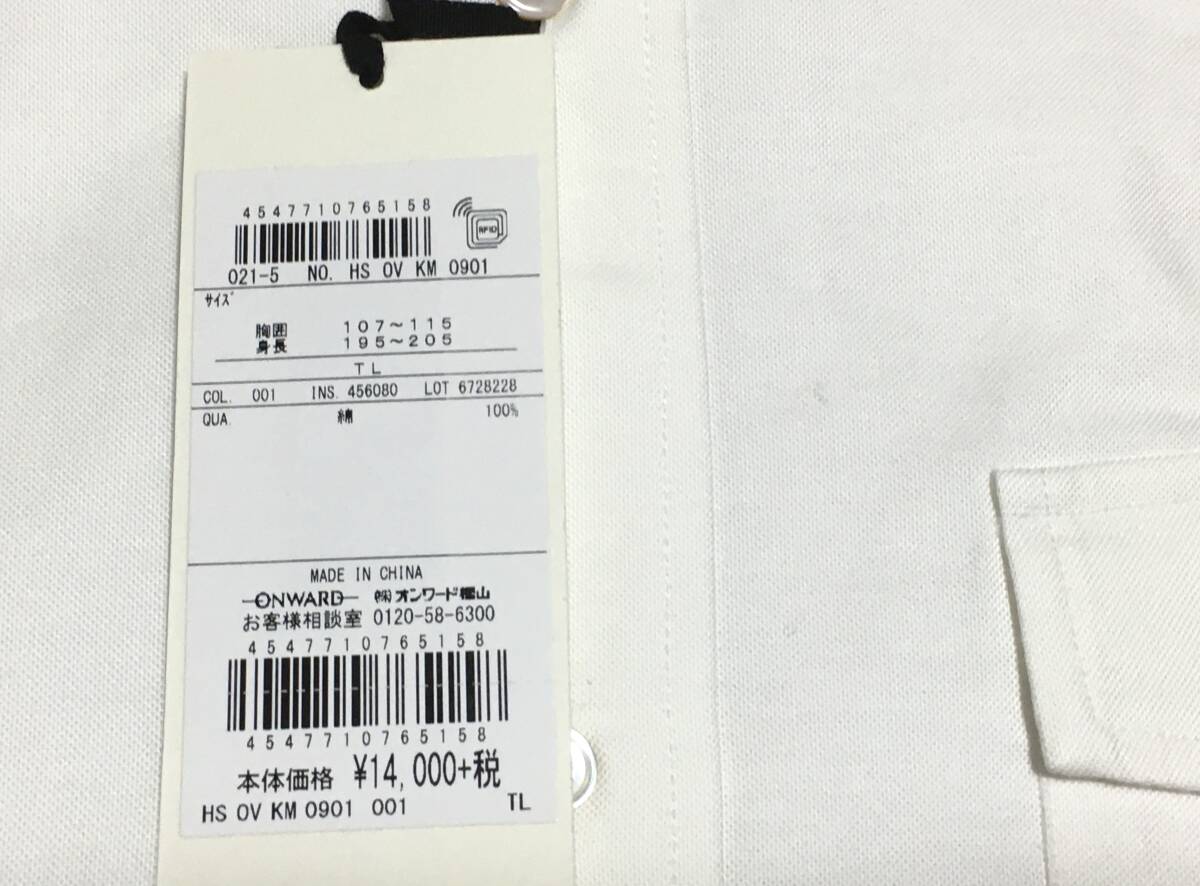 4547710765158
RFID
021-5 NO. HS OV KM 0901
ｻｲｽﾞ
胸囲 107～115
身長 195～205
TL
COL. 001 INS. 456080 LOT 6728228
QUA. 綿 100%
MADE IN CHINA
ONWARD ㈱オンワード樫山
お客様相談室 0120-58-6300
4547710765158
4547710765158
本体価格 ¥14,000+税
HS OV KM 0901 001 TL